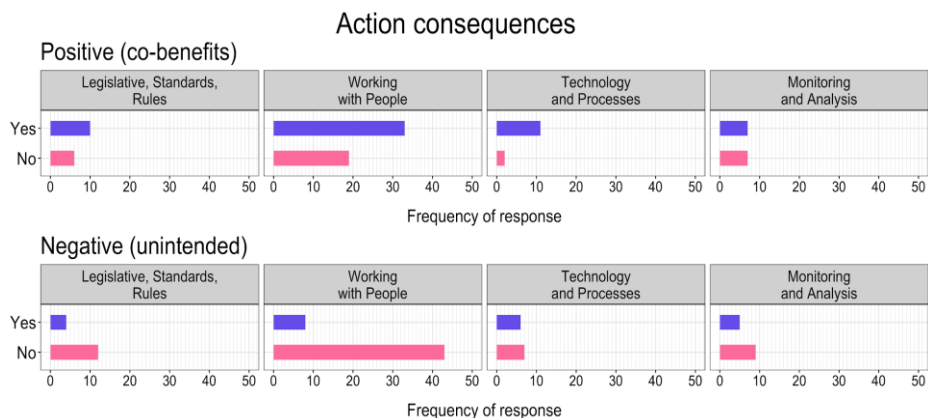 Action consequences
Positive (co-benefits)
Legislative, Standards,
Rules
Working
with People
Technology
and Processes
Monitoring
and Analysis
Yes
No
0 10 20 30 40 50
0 10 20 30 40 50
0 10 20 30 40 50
0 10 20 30 40 50
Frequency of response
Negative (unintended)
Legislative, Standards,
Rules
Working
with People
Technology
and Processes
Monitoring
and Analysis
Yes
No
0 10 20 30 40 50
0 10 20 30 40 50
0 10 20 30 40 50
0 10 20 30 40 50
Frequency of response